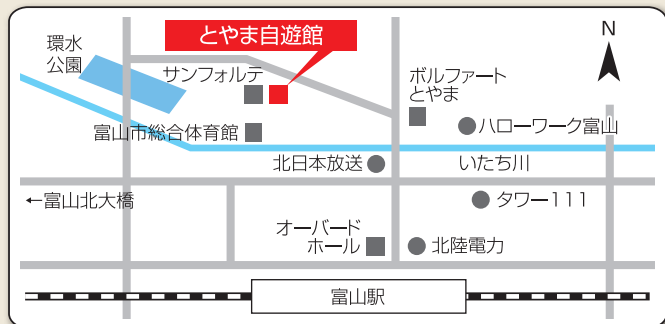 とやま自遊館
N
環水
公園
サンフォルテ
ボルファート
とやま
ハローワーク富山
富山市総合体育館
北日本放送
いたち川
←富山北大橋
タワー111
オーバード
ホール
北陸電力
富山駅